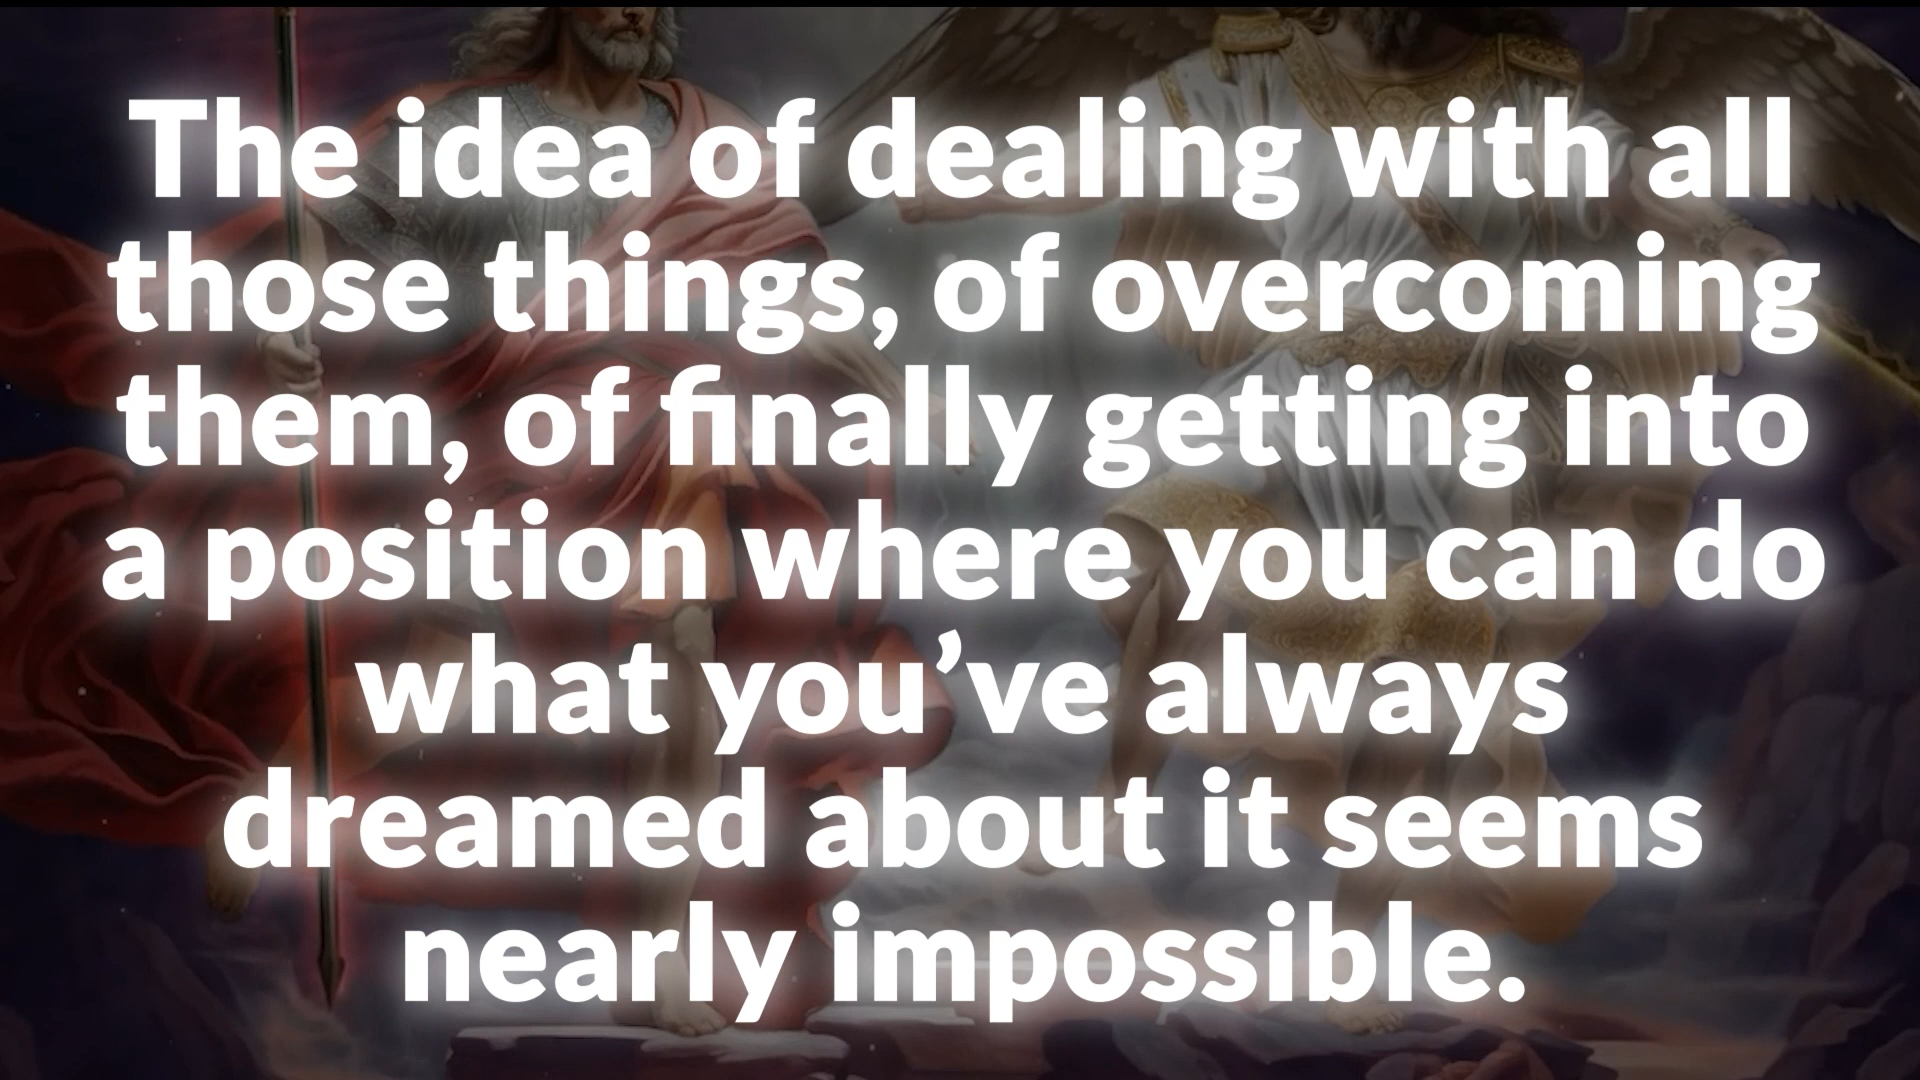 The idea of dealing with all
those things, of overcoming
them, of finally getting into
a position where you can do
what you’ve always
dreamed about it seems
nearly impossible.